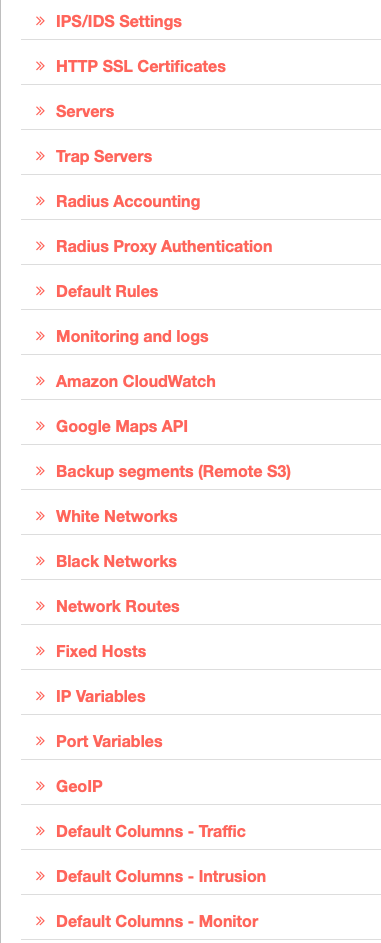 IPS/IDS Settings
HTTP SSL Certificates
Servers
Trap Servers
Radius Accounting
Radius Proxy Authentication
Default Rules
Monitoring and logs
Amazon CloudWatch
Google Maps API
Backup segments (Remote S3)
White Networks
Black Networks
Network Routes
Fixed Hosts
IP Variables
Port Variables
GeoIP
Default Columns - Traffic
Default Columns - Intrusion
Default Columns - Monitor